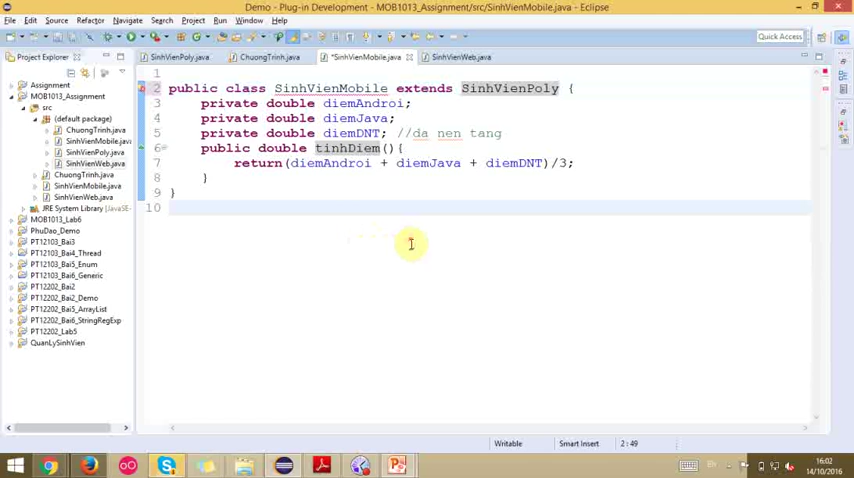 Demo - Plug-in Development - MOB1013_Assignment/src/SinhVienMobile.java - Eclipse
File Edit Source Refactor Navigate Search Project Run Window Help
Quick Access
Project Explorer
SinhVienPoly.java ChuongTrinh.java *SinhVienMobile.java SinhVienWeb.java
Assignment
MOB1013_Assignment
src
(default package)
ChuongTrinh.java
SinhVienMobile.java
SinhVienPoly.java
SinhVienWeb.java
ChuongTrinh.java
SinhVienMobile.java
SinhVienWeb.java
JRE System Library [JavaSE-
MOB1013_Lab6
PhuDao_Demo
PT12103_Bai3
PT12103_Bai4_Thread
PT12103_Bai5_Enum
PT12103_Bai6_Generic
PT12202_Bai2
PT12202_Bai2_Demo
PT12202_Bai5_ArrayList
PT12202_Bai6_StringRegExp
PT12202_Lab5
QuanLySinhVien
1
2 public class SinhVienMobile extends SinhVienPoly {
3 private double diemAndroi;
4 private double diemJava;
5 private double diemDNT; //da nen tang
6 public double tinhDiem(){
7 return(diemAndroi + diemJava + diemDNT)/3;
8 }
9 }
10
Writable Smart Insert 2 : 49
16:02
14/10/2016